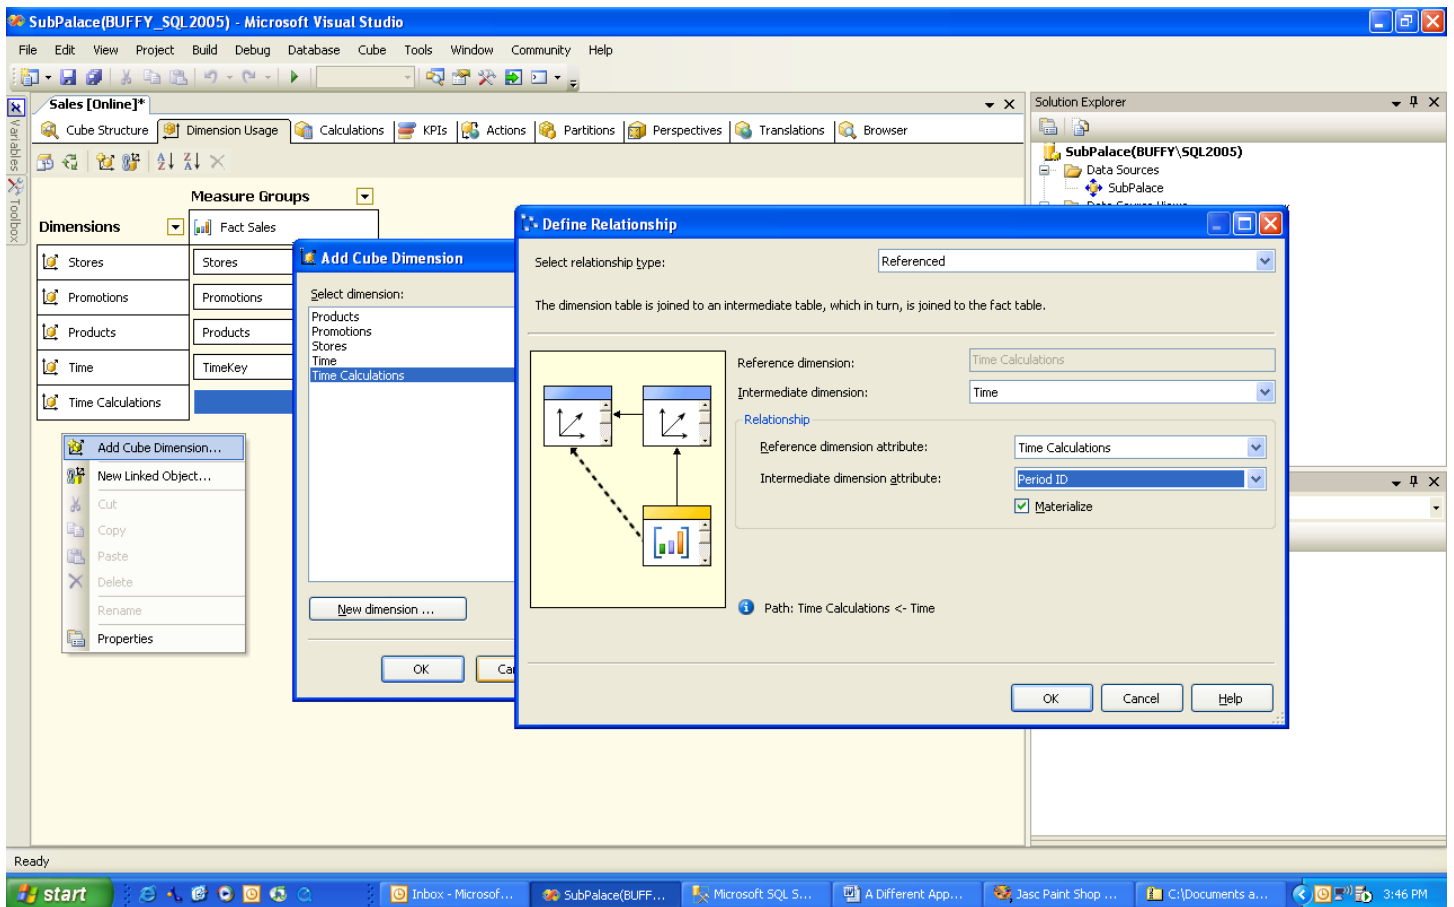 SubPalace(BUFFY_SQL2005) - Microsoft Visual Studio
File Edit View Project Build Debug Database Cube Tools Window Community Help
Sales [Online]*
Cube Structure Dimension Usage Calculations KPIs Actions Partitions Perspectives Translations Browser
Variables
Toolbox
Measure Groups
Dimensions
Fact Sales
Stores Stores
Promotions Promotions
Products Products
Time TimeKey
Time Calculations
Add Cube Dimension...
New Linked Object...
Cut
Copy
Paste
Delete
Rename
Properties
Add Cube Dimension
Select dimension:
Products
Promotions
Stores
Time
Time Calculations
New dimension ...
OK Ca
Define Relationship
Select relationship type: Referenced
The dimension table is joined to an intermediate table, which in turn, is joined to the fact table.
Reference dimension: Time Calculations
Intermediate dimension: Time
Relationship
Reference dimension attribute: Time Calculations
Intermediate dimension attribute: Period ID
Materialize
Path: Time Calculations <- Time
OK Cancel Help
Solution Explorer
SubPalace(BUFFY\SQL2005)
Data Sources
SubPalace
Data Source Views
Ready
start Inbox - Microsof... SubPalace(BUFF... Microsoft SQL S... A Different App... Jasc Paint Shop ... C:\Documents a... 3:46 PM